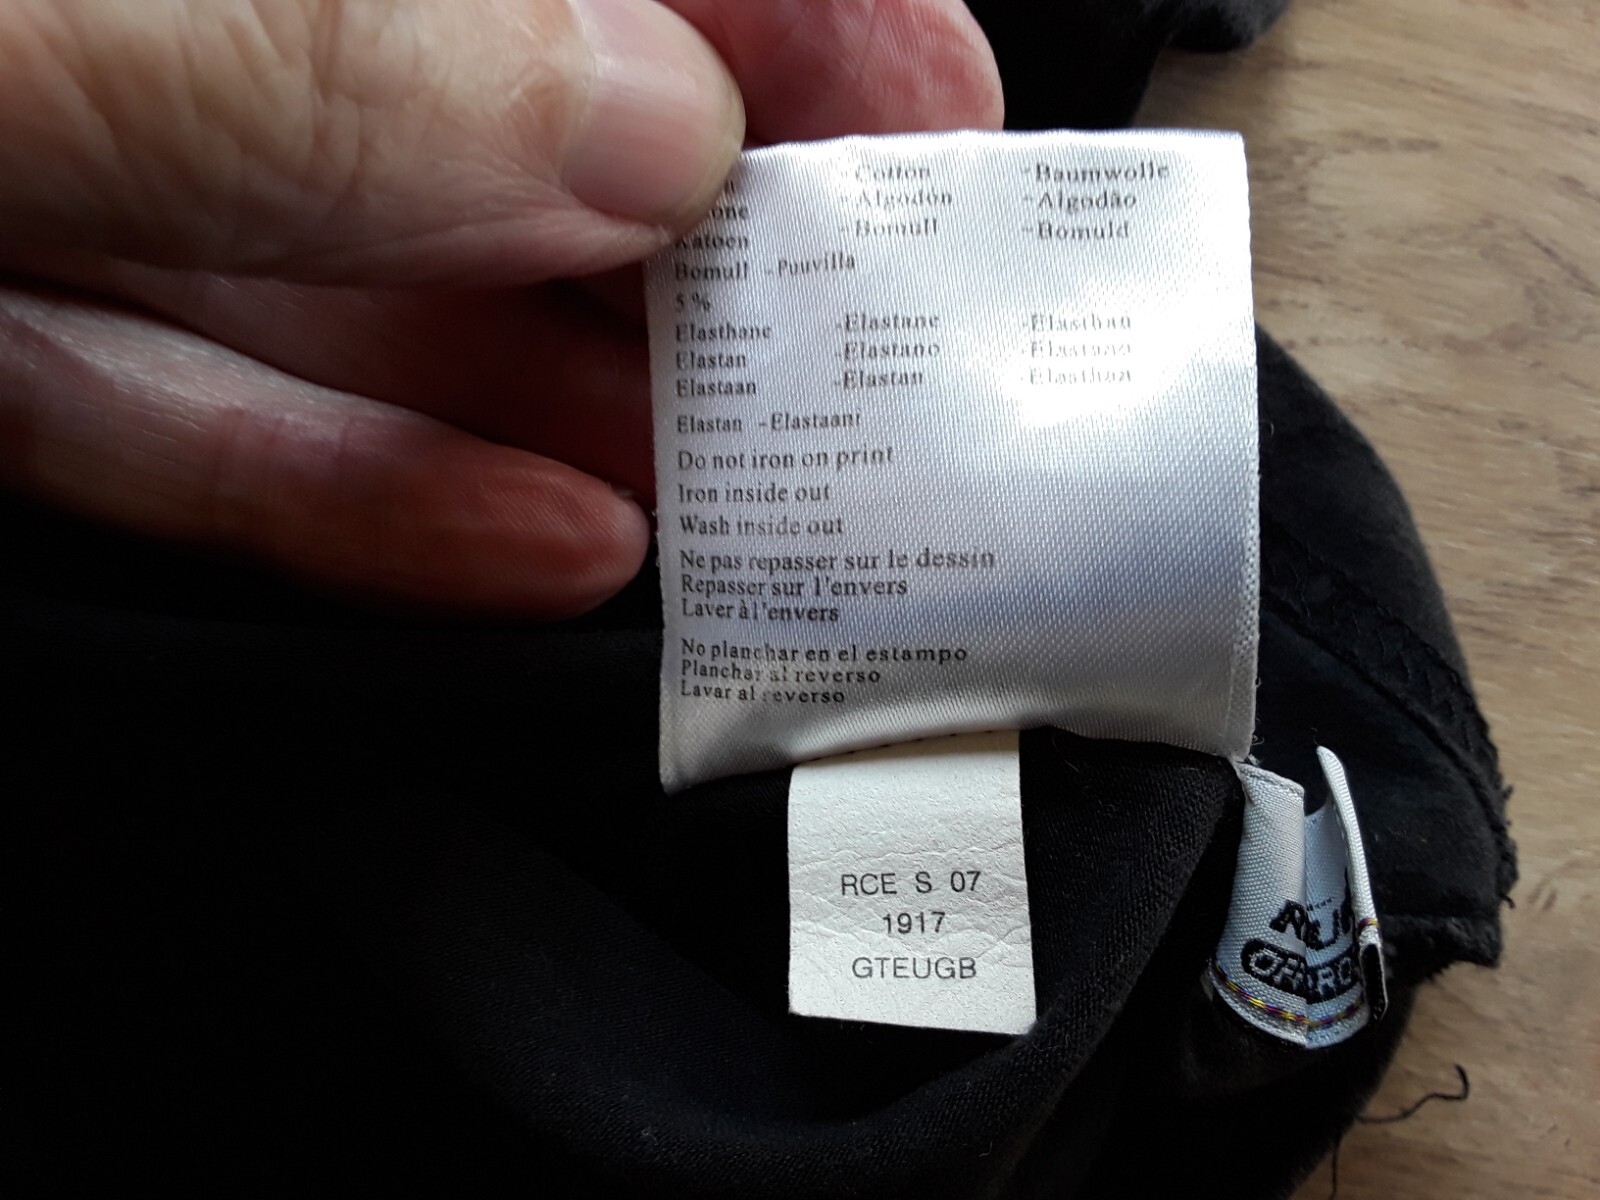 -Cotton -Baumwolle
-Algodón -Algodão
Katoen -Bomull -Bomuld
Bomull -Puuvilla
5 %
Elasthane -Elastane -Elasthan
Elastan -Elastano -Elastano
Elastaan -Elastan -Elasthan
Elastan -Elastaani
Do not iron on print
Iron inside out
Wash inside out
Ne pas repasser sur le dessin
Repasser sur l'envers
Laver à l'envers
No planchar en el estampo
Planchar al reverso
Lavar al reverso
RCE S 07
1917
GTEUGB